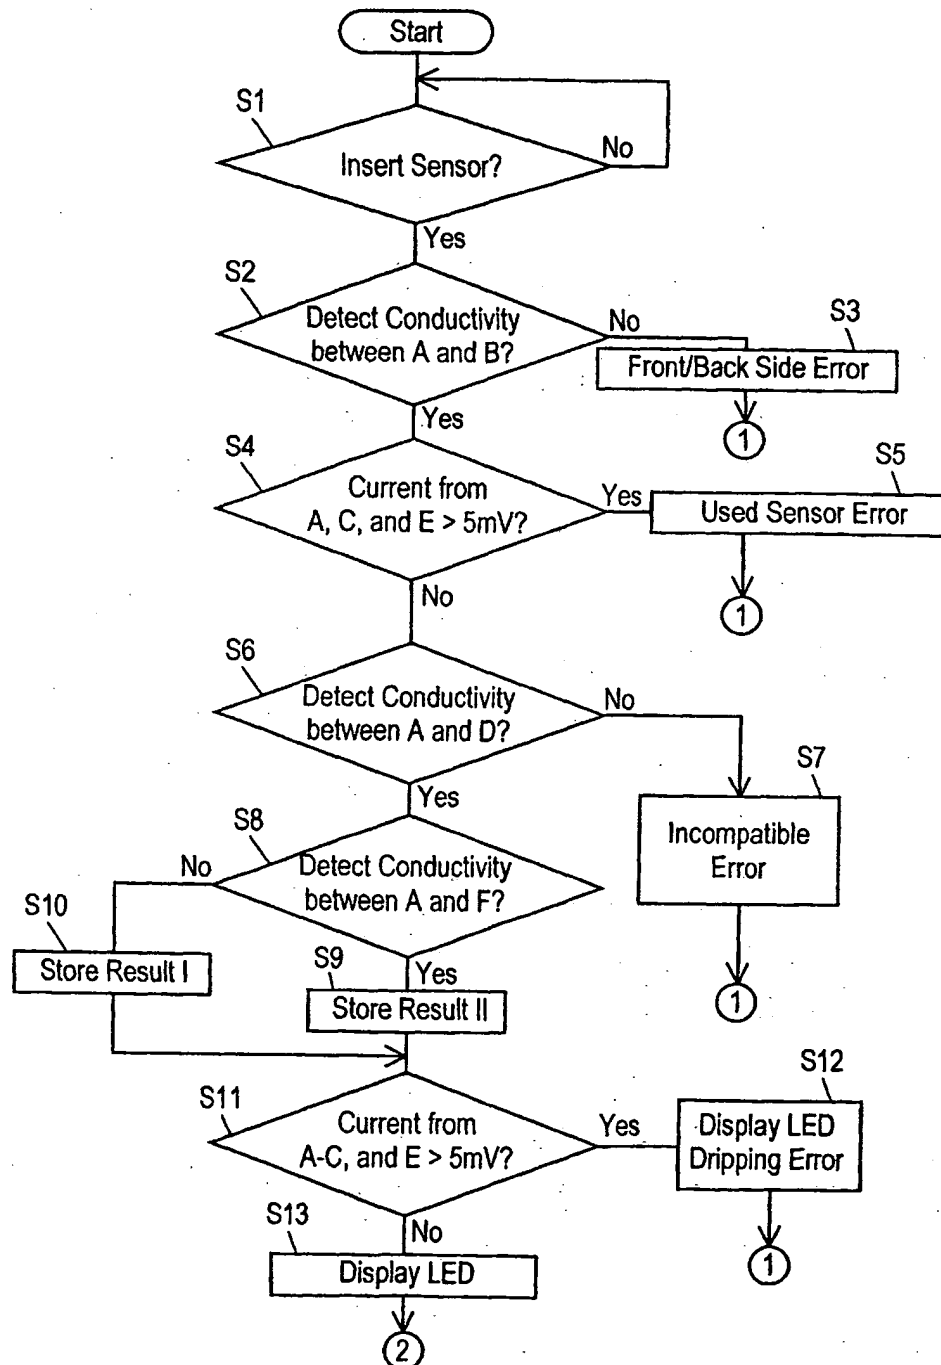 Start
S1
Insert Sensor?
No
Yes
S2
Detect Conductivity
between A and B?
No
S3
Front/Back Side Error
1
Yes
S4
Current from
A, C, and E > 5mV?
Yes
S5
Used Sensor Error
1
No
S6
Detect Conductivity
between A and D?
No
S7
Incompatible
Error
1
Yes
S8
Detect Conductivity
between A and F?
No
S10
Store Result I
Yes
S9
Store Result II
S11
Current from
A-C, and E > 5mV?
Yes
S12
Display LED
Dripping Error
1
No
S13
Display LED
2